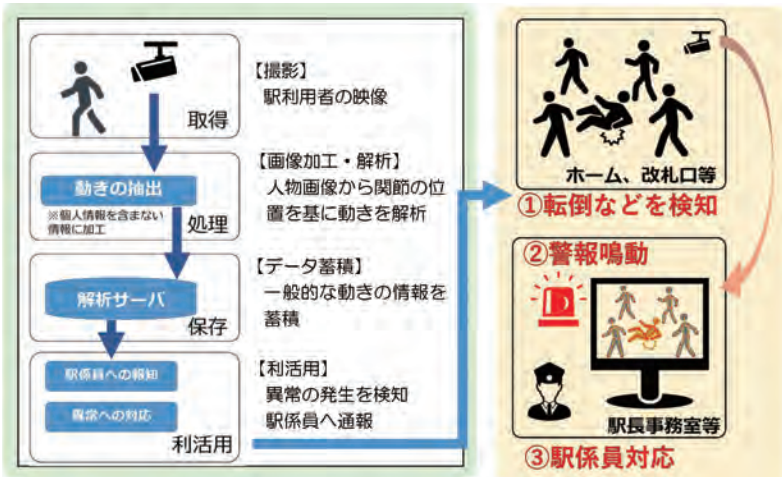 取得
【撮影】
駅利用者の映像
動きの抽出
※個人情報を含まない
情報に加工
処理
【画像加工・解析】
人物画像から関節の位
置を基に動きを解析
解析サーバ
保存
【データ蓄積】
一般的な動きの情報を
蓄積
駅係員への報知
異常への対応
利活用
【利活用】
異常の発生を検知
駅係員へ通報
ホーム、改札口等
①転倒などを検知
②警報鳴動
駅長事務室等
③駅係員対応